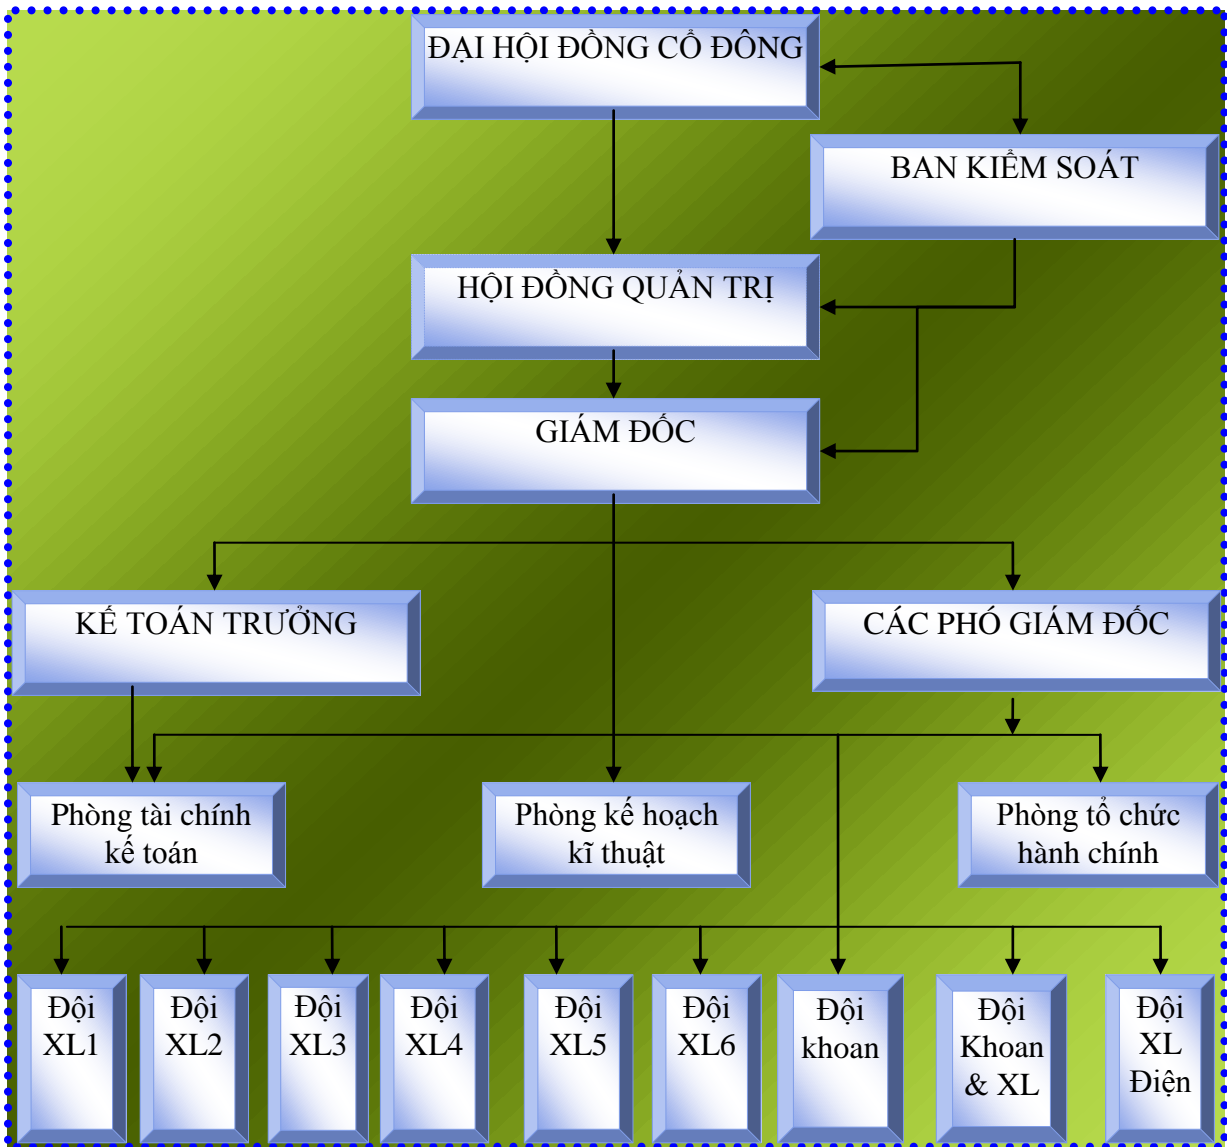 ĐẠI HỘI ĐỒNG CỔ ĐÔNG
BAN KIỂM SOÁT
HỘI ĐỒNG QUẢN TRỊ
GIÁM ĐỐC
KẾ TOÁN TRƯỞNG
CÁC PHÓ GIÁM ĐỐC
Phòng tài chính
kế toán
Phòng kế hoạch
kĩ thuật
Phòng tổ chức
hành chính
Đội
XL1
Đội
XL2
Đội
XL3
Đội
XL4
Đội
XL5
Đội
XL6
Đội
khoan
Đội
Khoan
& XL
Đội
XL
Điện